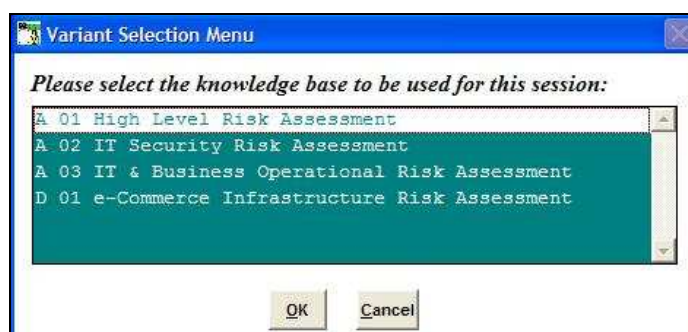 Variant Selection Menu
Please select the knowledge base to be used for this session:
A 01 High Level Risk Assessment
A 02 IT Security Risk Assessment
A 03 IT & Business Operational Risk Assessment
D 01 e-Commerce Infrastructure Risk Assessment
OK Cancel